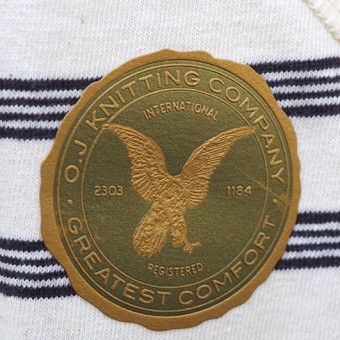 O.J KNITTING COMPANY
INTERNATIONAL
2303 1184
REGISTERED
GREATEST COMFORT